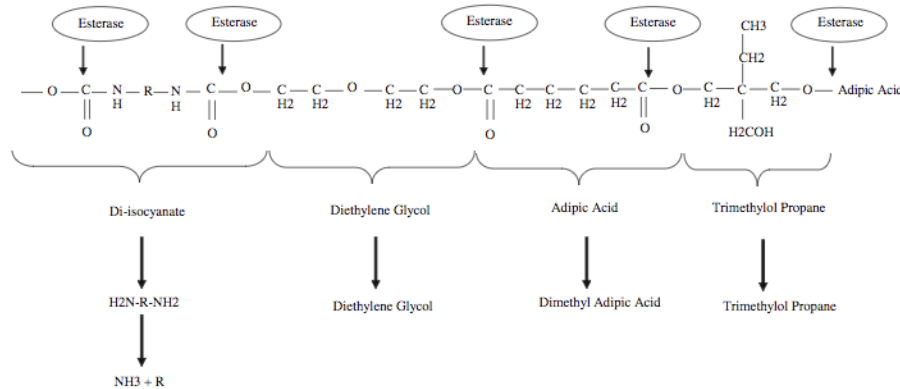 Esterase Esterase Esterase Esterase Esterase
CH3
CH2
— O — C — N — R — N — C — O — C — C — O — C — C — O — C — C — C — C — C — C — O — C — C — C — O — Adipic Acid
H H H2 H2 H2 H2 H2 H2 H2 H2 H2 H2
O O O O H2COH
Di-isocyanate Diethylene Glycol Adipic Acid Trimethylol Propane
H2N-R-NH2 Diethylene Glycol Dimethyl Adipic Acid Trimethylol Propane
NH3 + R